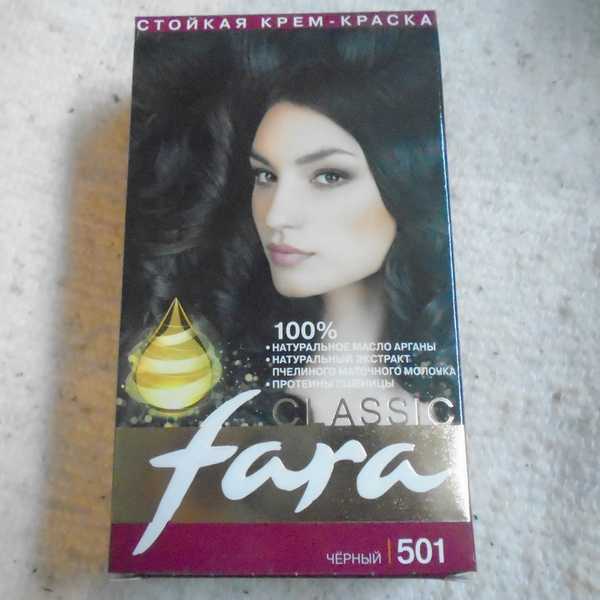 СТОЙКАЯ КРЕМ-КРАСКА
100%
• НАТУРАЛЬНОЕ МАСЛО АРГАНЫ
• НАТУРАЛЬНЫЙ ЭКСТРАКТ
ПЧЕЛИНОГО МАТОЧНОГО МОЛОЧКА
• ПРОТЕИНЫ ПШЕНИЦЫ
CLASSIC
fara
ЧЁРНЫЙ | 501